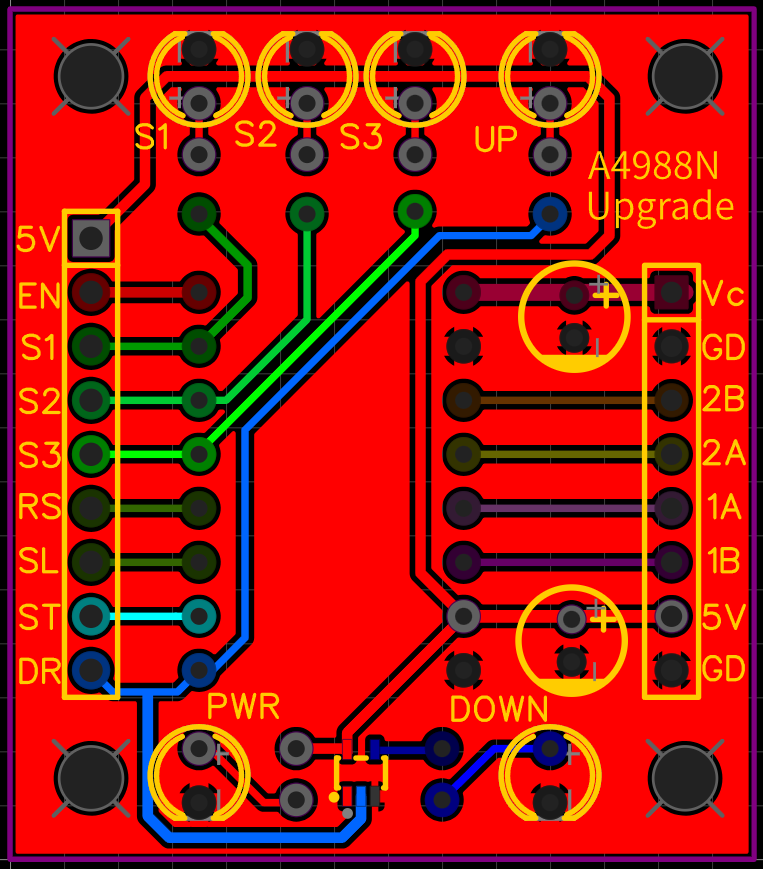 S1 S2 S3 UP
A4988N
Upgrade
5V
EN Vc
S1 GD
S2 2B
S3 2A
RS 1A
SL 1B
ST 5V
DR GD
PWR DOWN